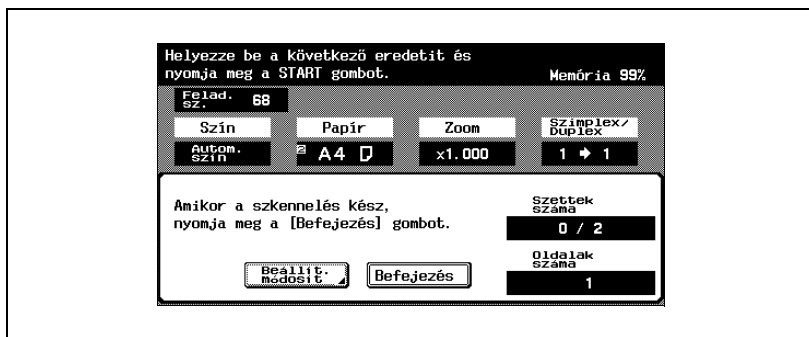 Helyezze be a következő eredetit és
nyomja meg a START gombot.
Memória 99%
Felad.
sz. 68
Szín
Papír
Zoom
Szimplex/
Duplex
Autom.
szín
2 A4
x1.000
1 → 1
Amikor a szkennelés kész,
nyomja meg a [Befejezés] gombot.
Szettek
száma
0 / 2
Oldalak
száma
1
Beállít.
módosít
Befejezés